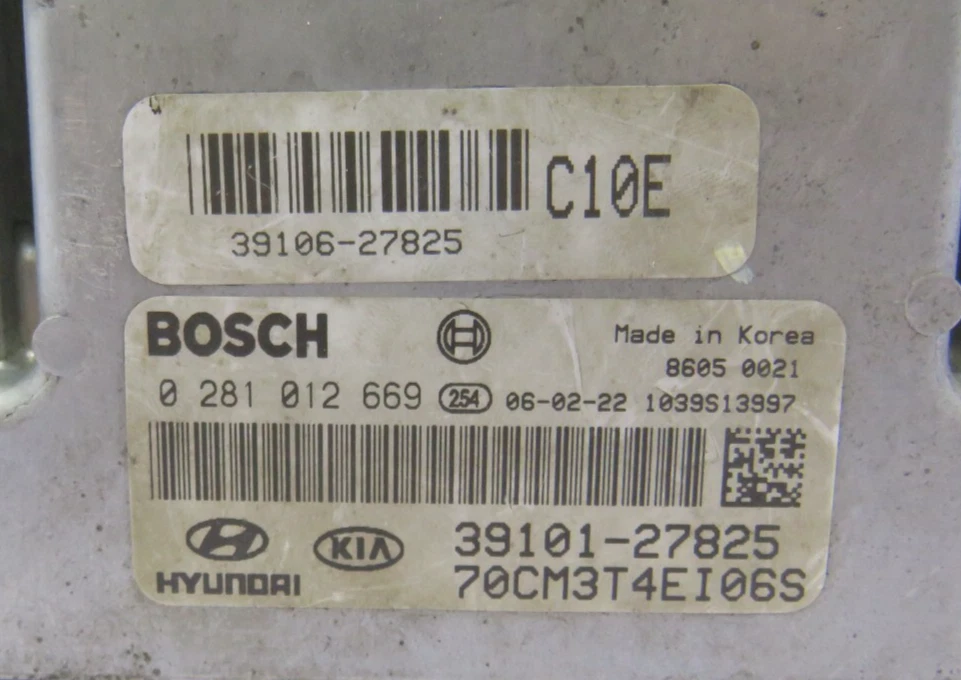 C10E
39106-27825
BOSCH
Made in Korea
8605 0021
0 281 012 669 254 06-02-22 1039S13997
HYUNDAI
KIA
39101-27825
70CM3T4EI06S